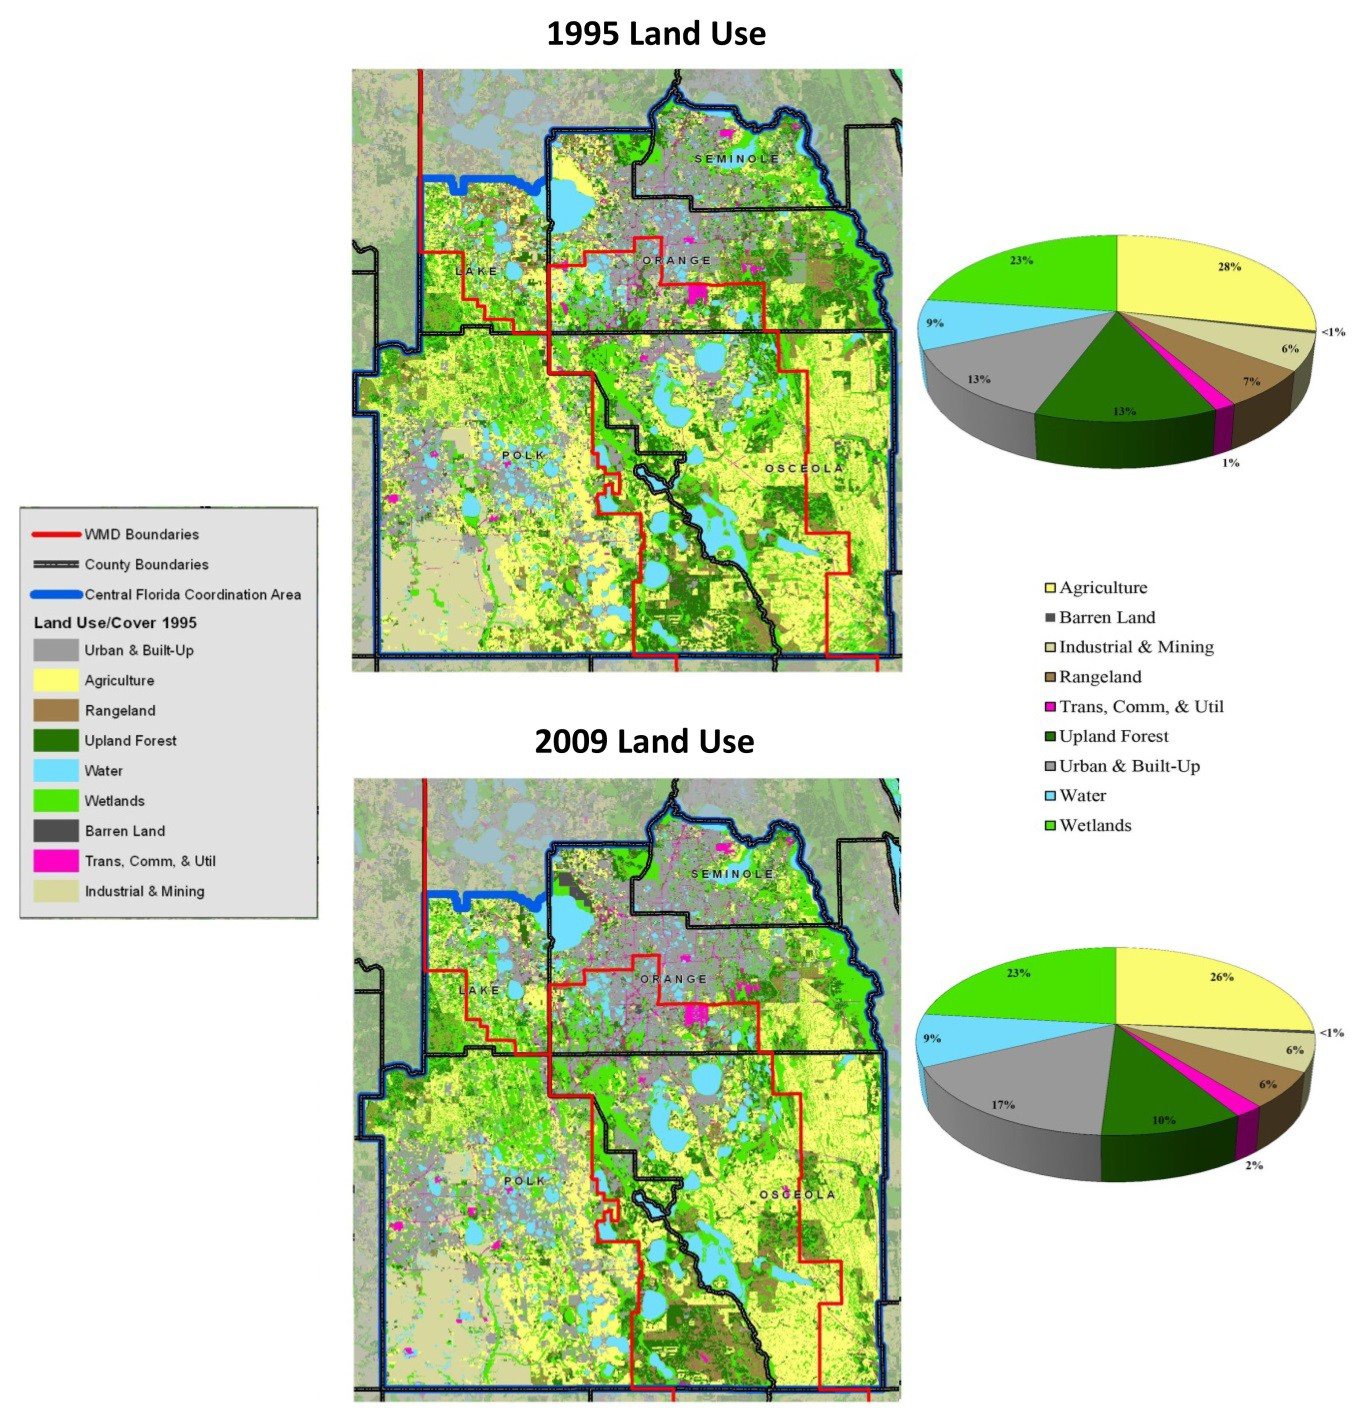 1995 Land Use
SEMINOLE
ORANGE
LAKE
POLK
OSCEOLA
23%
28%
<1%
9%
6%
13%
7%
13%
1%
WMD Boundaries
County Boundaries
Central Florida Coordination Area
Land Use/Cover 1995
Urban & Built-Up
Agriculture
Rangeland
Upland Forest
Water
Wetlands
Barren Land
Trans, Comm, & Util
Industrial & Mining
Agriculture
Barren Land
Industrial & Mining
Rangeland
Trans, Comm, & Util
Upland Forest
Urban & Built-Up
Water
Wetlands
2009 Land Use
SEMINOLE
ORANGE
LAKE
POLK
OSCEOLA
23%
26%
<1%
9%
6%
6%
17%
10%
2%